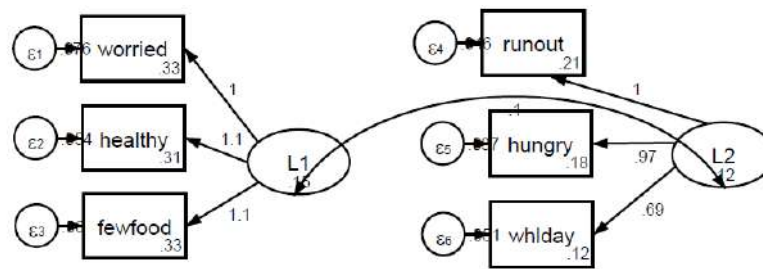 ε1
worried
.33
1
ε2
healthy
.31
1.1
L1
ε3
fewfood
.33
1.1
ε4
runout
.21
1
.1
ε5
hungry
.18
.97
L2
.12
ε6
whlday
.12
.69